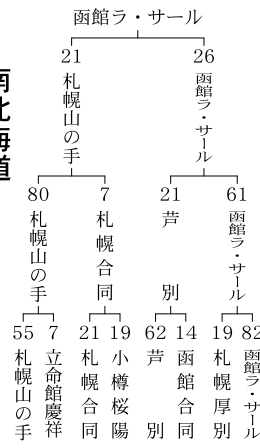 函館ラ・サール
21
26
札幌山の手
函館ラ・サール
80
7
21
61
札幌山の手
札幌合同
芦別
函館ラ・サール
55
7
21
19
62
14
19
82
札幌山の手
立命館慶祥
札幌合同
小樽桜陽
芦別
函館合同
札幌厚別
函館ラ・サール
南北海道